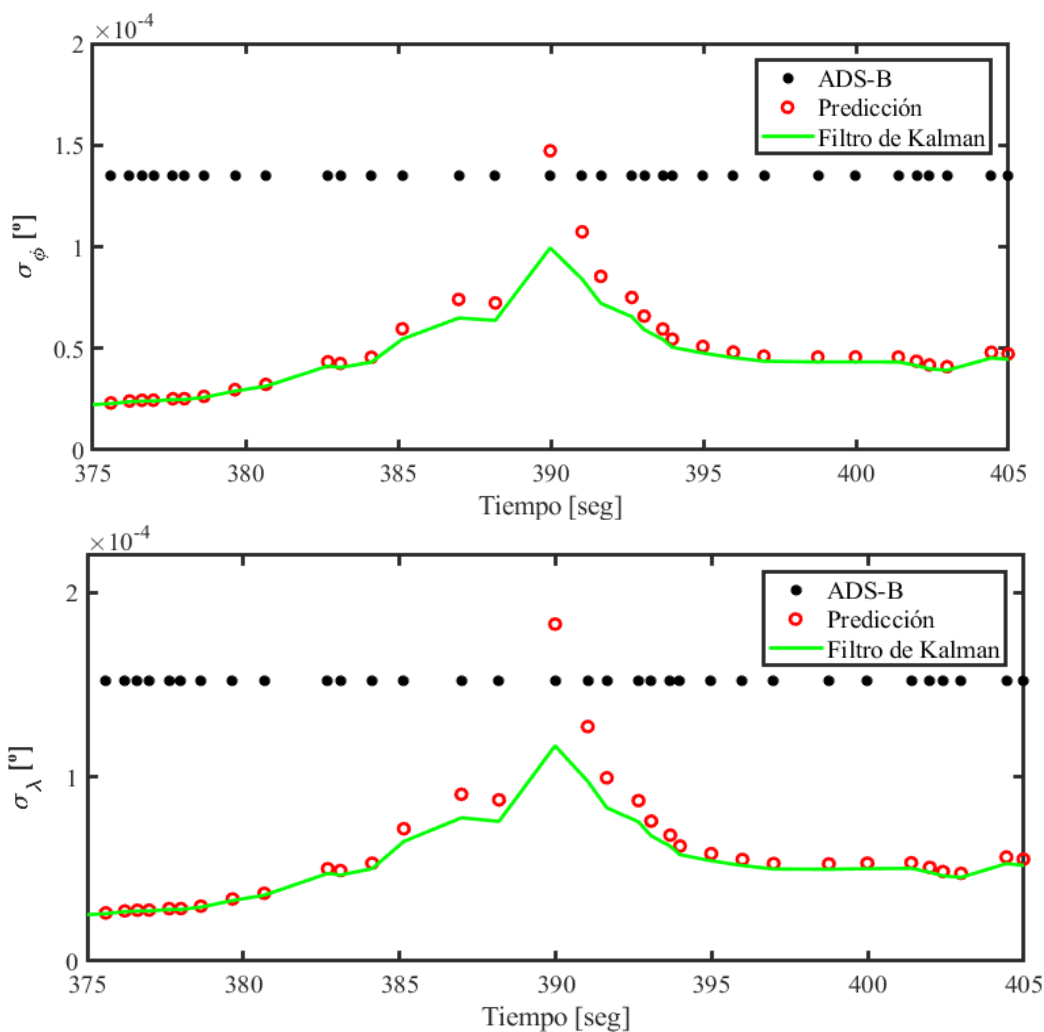 ×10⁻⁴
2
1.5
1
0.5
0
σ_ϕ̇ [º]
ADS-B
Predicción
Filtro de Kalman
375 380 385 390 395 400 405
Tiempo [seg]
×10⁻⁴
2
1
0
σ_λ [º]
ADS-B
Predicción
Filtro de Kalman
375 380 385 390 395 400 405
Tiempo [seg]